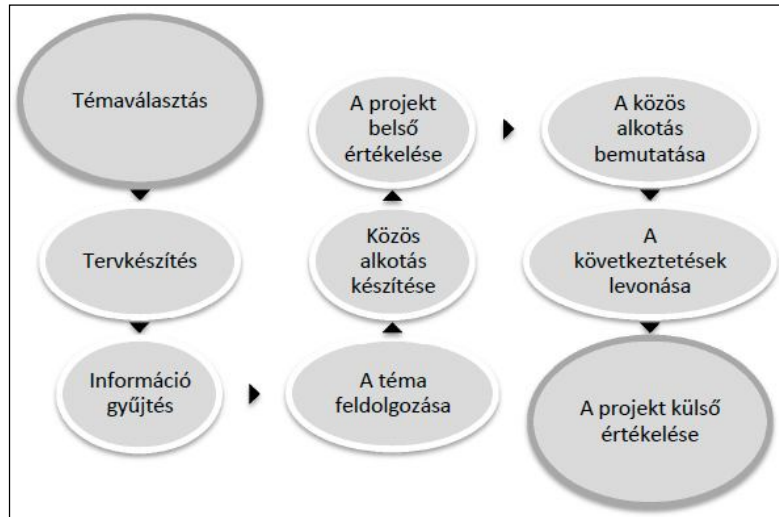 Témaválasztás
Tervkészítés
Információ
gyűjtés
A téma
feldolgozása
Közös
alkotás
készítése
A projekt
belső
értékelése
A közös
alkotás
bemutatása
A
következtetések
levonása
A projekt külső
értékelése